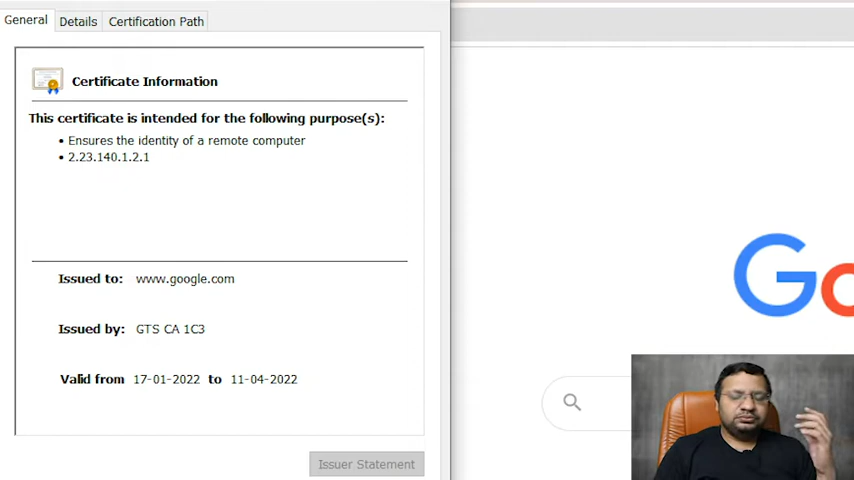 General Details Certification Path
Certificate Information
This certificate is intended for the following purpose(s):
• Ensures the identity of a remote computer
• 2.23.140.1.2.1
Issued to: www.google.com
Issued by: GTS CA 1C3
Valid from 17-01-2022 to 11-04-2022
Issuer Statement
Go